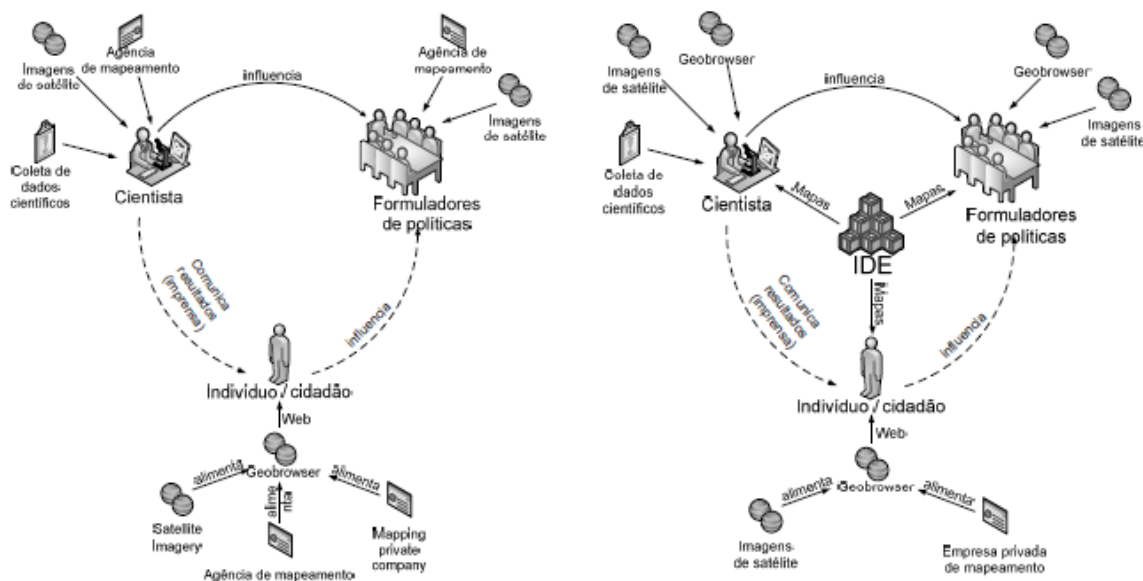 Agência de
mapeamento
Imagens
de satélite
influencia
Agência de
mapeamento
Imagens
de satélite
Coleta de
dados
científicos
Cientista
Formuladores
de políticas
Comunica
resultados
(imprensa)
influencia
Indivíduo / cidadão
Web
Geobrowser
alimenta
alime
nta
alimenta
Satellite
Imagery
Agência de mapeamento
Mapping
private
company
Imagens
de satélite
Geobrowser
influencia
Geobrowser
Imagens
de satélite
Coleta de
dados
científicos
Cientista
Mapas
Mapas
Formuladores
de políticas
IDE
Mapas
Comunica
resultados
(imprensa)
influencia
Indivíduo / cidadão
Web
Geobrowser
alimenta
alimenta
Imagens
de satélite
Empresa privada
de mapeamento